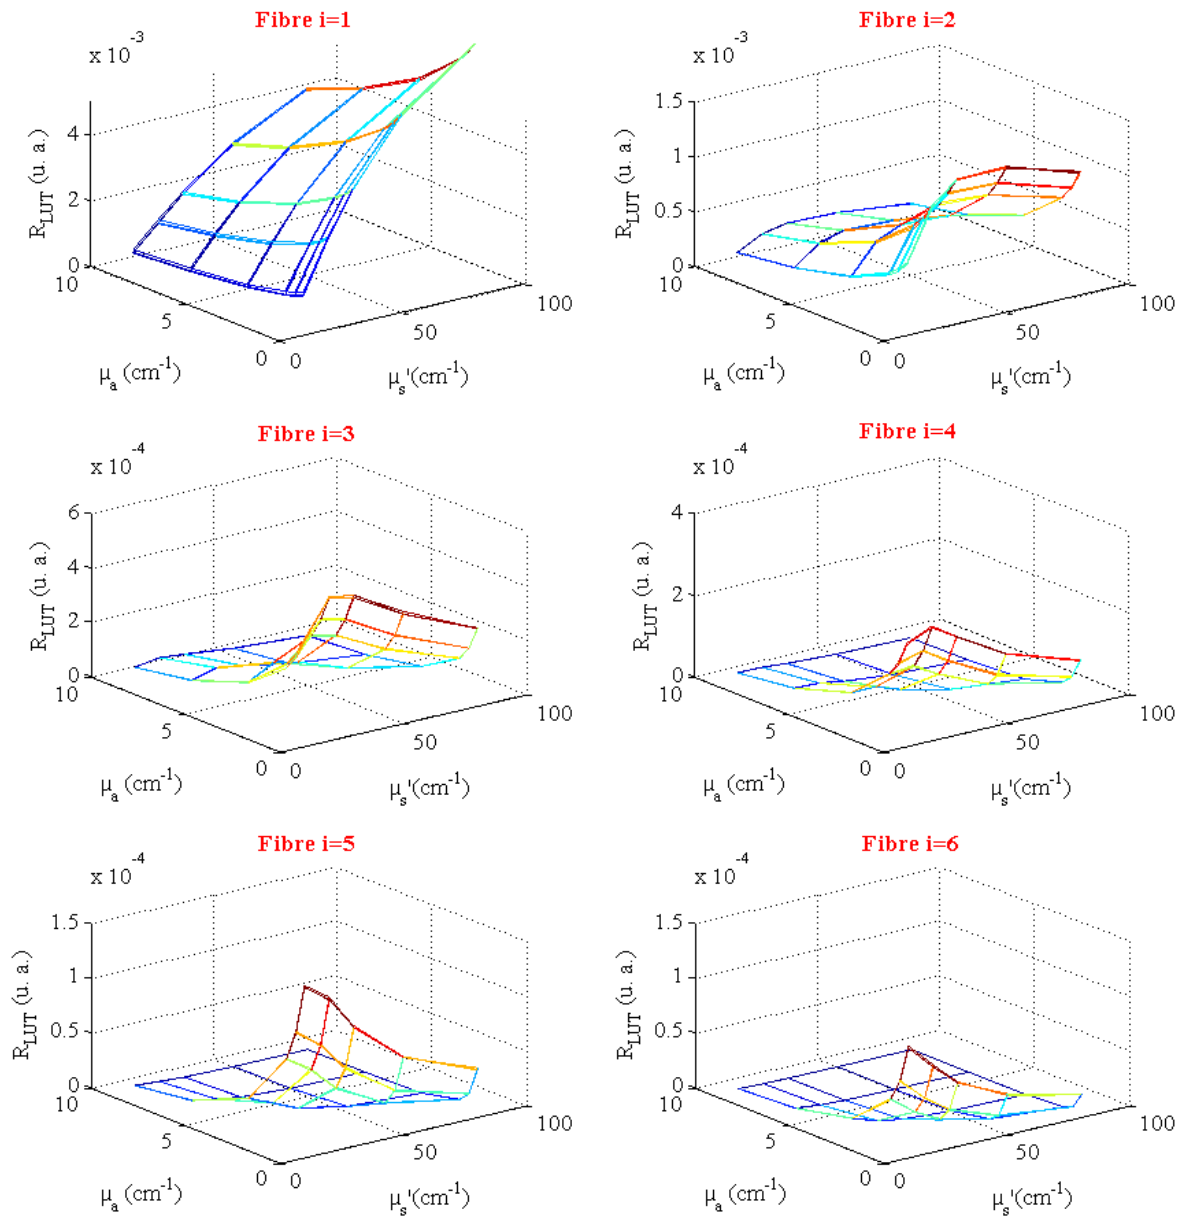 Fibre i=1
x 10^-3
R_LUT (u. a.)
4
2
0
10
5
0
μ_a (cm^-1)
0
50
100
μ_s'(cm^-1)
Fibre i=2
x 10^-3
R_LUT (u. a.)
1.5
1
0.5
0
10
5
0
μ_a (cm^-1)
0
50
100
μ_s'(cm^-1)
Fibre i=3
x 10^-4
R_LUT (u. a.)
6
4
2
0
10
5
0
μ_a (cm^-1)
0
50
100
μ_s'(cm^-1)
Fibre i=4
x 10^-4
R_LUT (u. a.)
4
2
0
10
5
0
μ_a (cm^-1)
0
50
100
μ_s'(cm^-1)
Fibre i=5
x 10^-4
R_LUT (u. a.)
1.5
1
0.5
0
10
5
0
μ_a (cm^-1)
0
50
100
μ_s'(cm^-1)
Fibre i=6
x 10^-4
R_LUT (u. a.)
1.5
1
0.5
0
10
5
0
μ_a (cm^-1)
0
50
100
μ_s'(cm^-1)